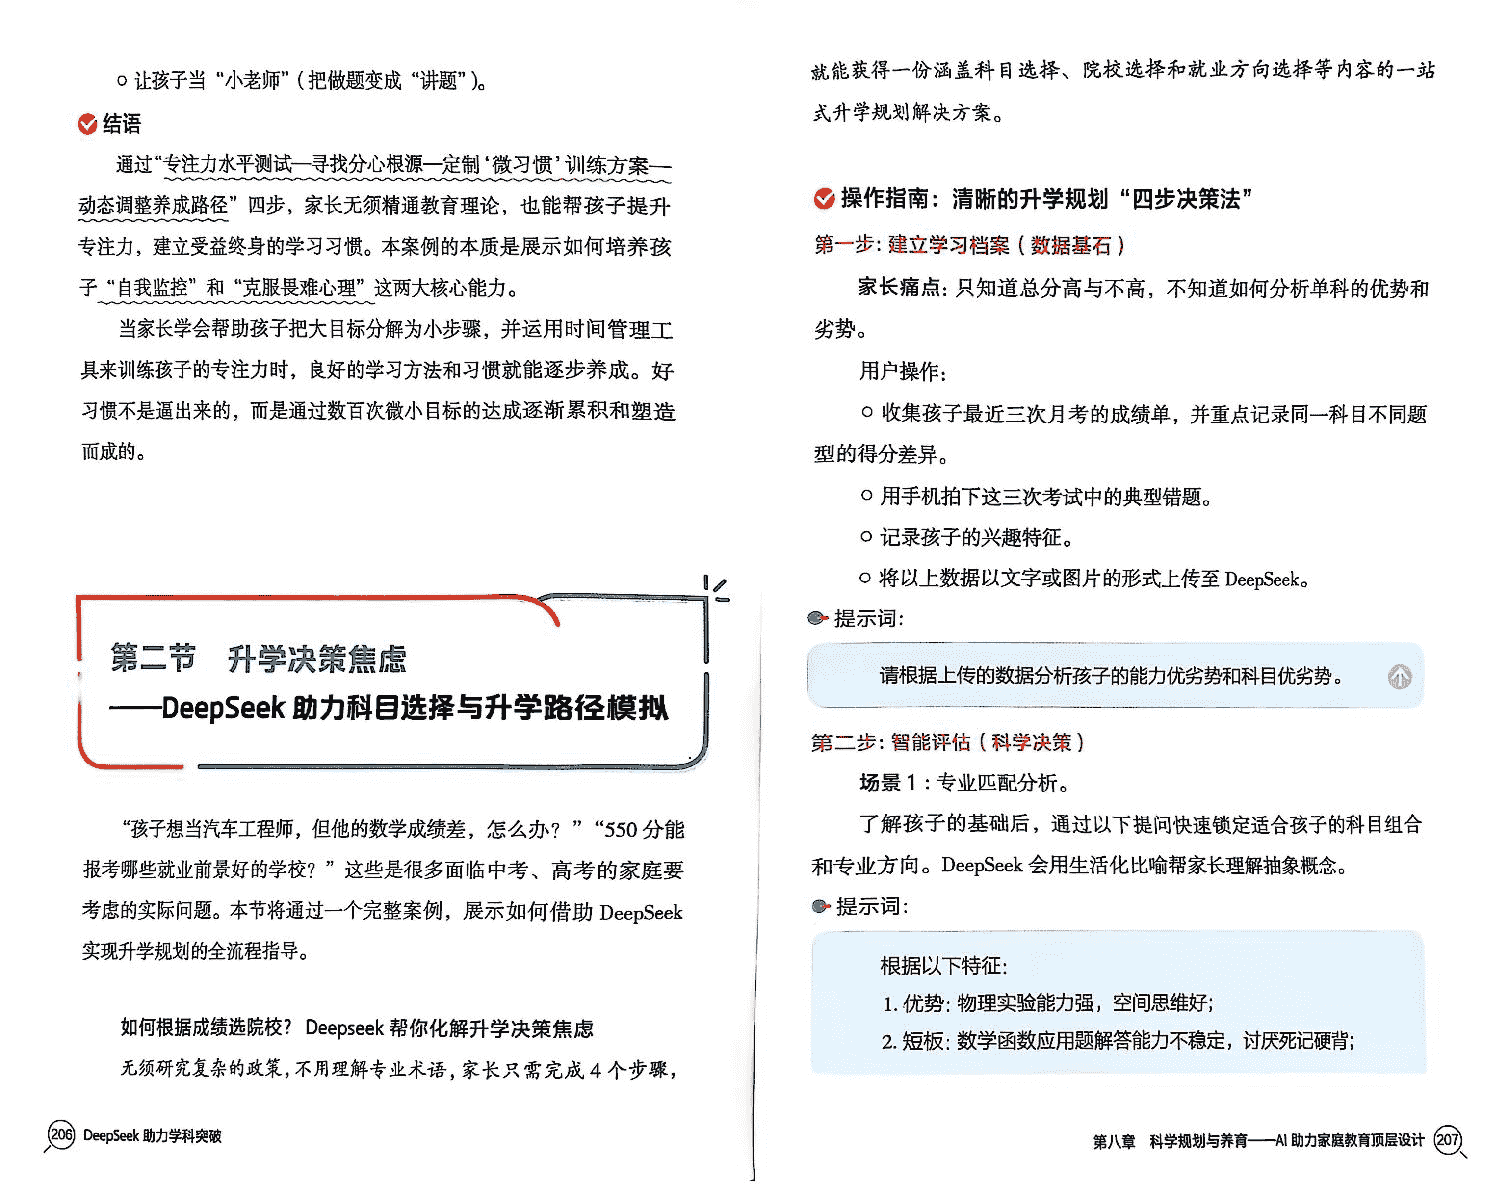 ○ 让孩子当“小老师”（把做题变成“讲题”）。
结语
通过“专注力水平测试—寻找分心根源—定制‘微习惯’训练方案—
动态调整养成路径”四步，家长无须精通教育理论，也能帮孩子提升
专注力，建立受益终身的学习习惯。本案例的本质是展示如何培养孩
子“自我监控”和“克服畏难心理”这两大核心能力。
当家长学会帮助孩子把大目标分解为小步骤，并运用时间管理工
具来训练孩子的专注力时，良好的学习方法和习惯就能逐步养成。好
习惯不是逼出来的，而是通过数百次微小目标的达成逐渐累积和塑造
而成的。
第二节 升学决策焦虑
——DeepSeek 助力科目选择与升学路径模拟
“孩子想当汽车工程师，但他的数学成绩差，怎么办？”“550 分能
报考哪些就业前景好的学校？”这些是很多面临中考、高考的家庭要
考虑的实际问题。本节将通过一个完整案例，展示如何借助 DeepSeek
实现升学规划的全流程指导。
如何根据成绩选院校？ Deepseek 帮你化解升学决策焦虑
无须研究复杂的政策，不用理解专业术语，家长只需完成 4 个步骤，
206 DeepSeek 助力学科突破
就能获得一份涵盖科目选择、院校选择和就业方向选择等内容的一站
式升学规划解决方案。
操作指南：清晰的升学规划“四步决策法”
第一步：建立学习档案（数据基石）
家长痛点：只知道总分高与不高，不知道如何分析单科的优势和
劣势。
用户操作：
○ 收集孩子最近三次月考的成绩单，并重点记录同一科目不同题
型的得分差异。
○ 用手机拍下这三次考试中的典型错题。
○ 记录孩子的兴趣特征。
○ 将以上数据以文字或图片的形式上传至 DeepSeek。
提示词：
请根据上传的数据分析孩子的能力优劣势和科目优劣势。
第二步：智能评估（科学决策）
场景 1：专业匹配分析。
了解孩子的基础后，通过以下提问快速锁定适合孩子的科目组合
和专业方向。DeepSeek 会用生活化比喻帮家长理解抽象概念。
提示词：
根据以下特征：
1. 优势：物理实验能力强，空间思维好；
2. 短板：数学函数应用题解答能力不稳定，讨厌死记硬背；
第八章 科学规划与养育——AI 助力家庭教育顶层设计 207